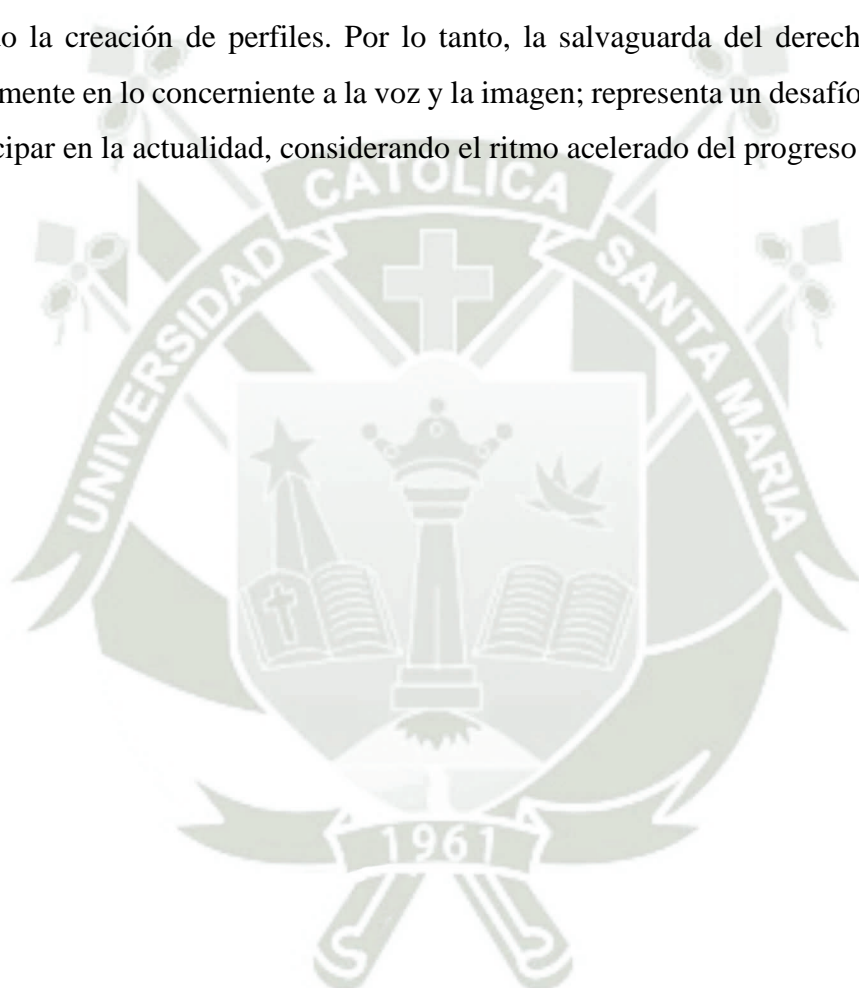 o la creación de perfiles. Por lo tanto, la salvaguarda del derech
mente en lo concerniente a la voz y la imagen; representa un desafío
cipar en la actualidad, considerando el ritmo acelerado del progreso
UNIVERSIDAD CATÓLICA SANTA MARIA
1961